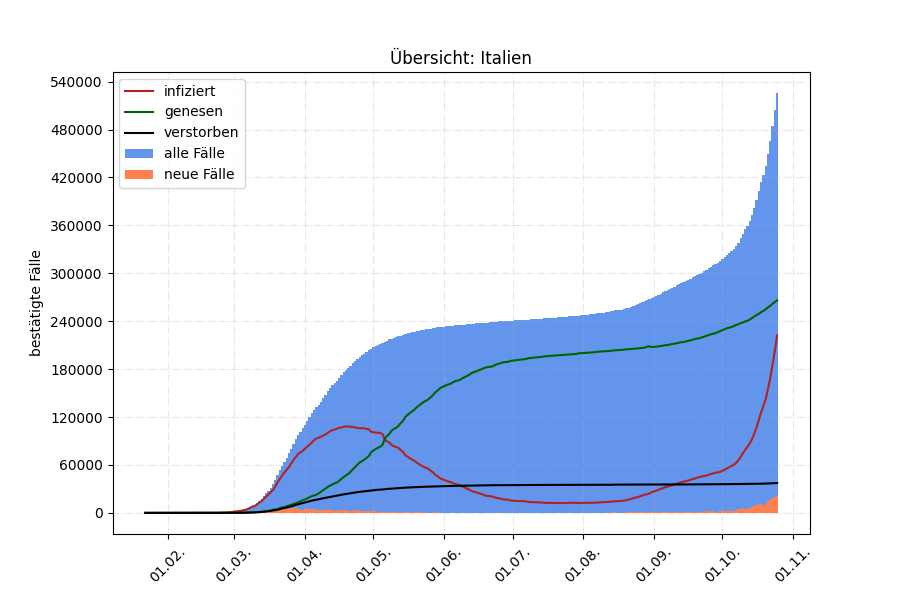 Übersicht: Italien
infiziert
genesen
verstorben
alle Fälle
neue Fälle
bestätigte Fälle
540000
480000
420000
360000
300000
240000
180000
120000
60000
0
01.02.
01.03.
01.04.
01.05.
01.06.
01.07.
01.08.
01.09.
01.10.
01.11.